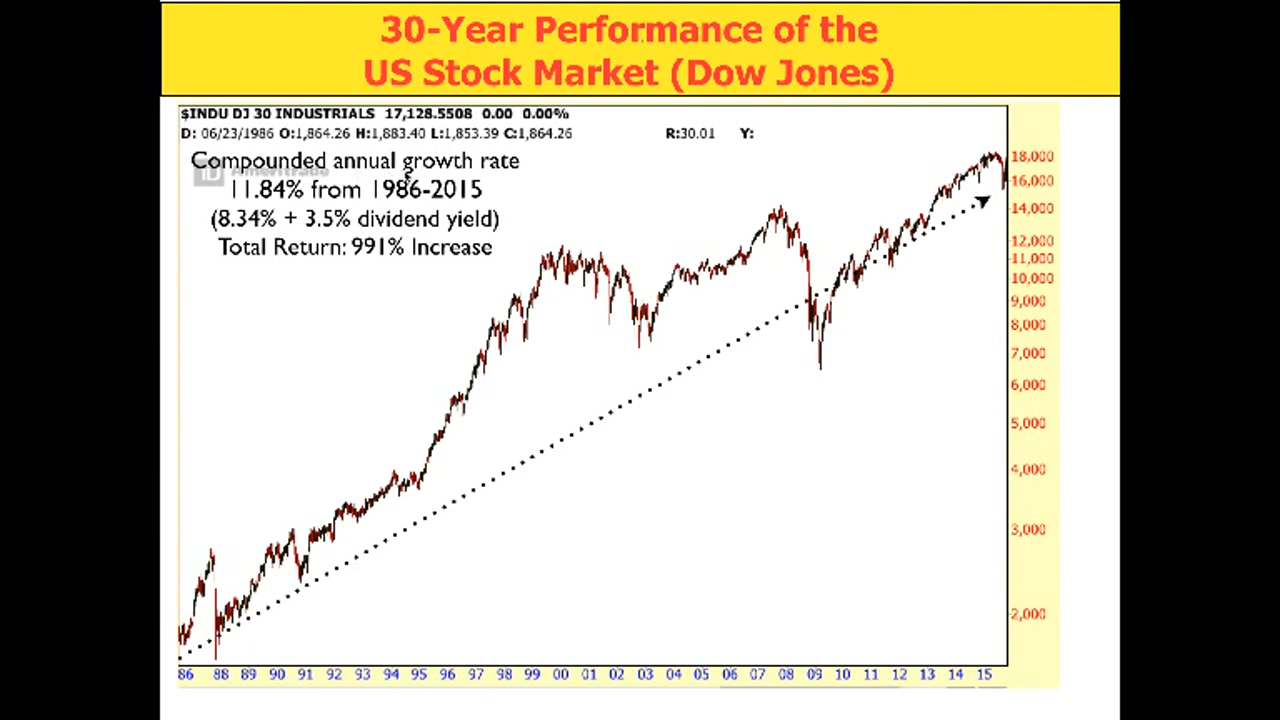 30-Year Performance of the
US Stock Market (Dow Jones)
$INDU DJ 30 INDUSTRIALS 17,128.5508 0.00 0.00%
D: 06/23/1986 O:1,864.26 H:1,883.40 L:1,853.39 C:1,864.26 R:30.01 Y:
Compounded annual growth rate
Ameritrade
11.84% from 1986-2015
(8.34% + 3.5% dividend yield)
Total Return: 991% Increase
18,000
16,000
14,000
12,000
11,000
10,000
9,000
8,000
7,000
6,000
5,000
4,000
3,000
2,000
86 88 89 90 91 92 93 94 95 96 97 98 99 00 01 02 03 04 05 06 07 08 09 10 11 12 13 14 15